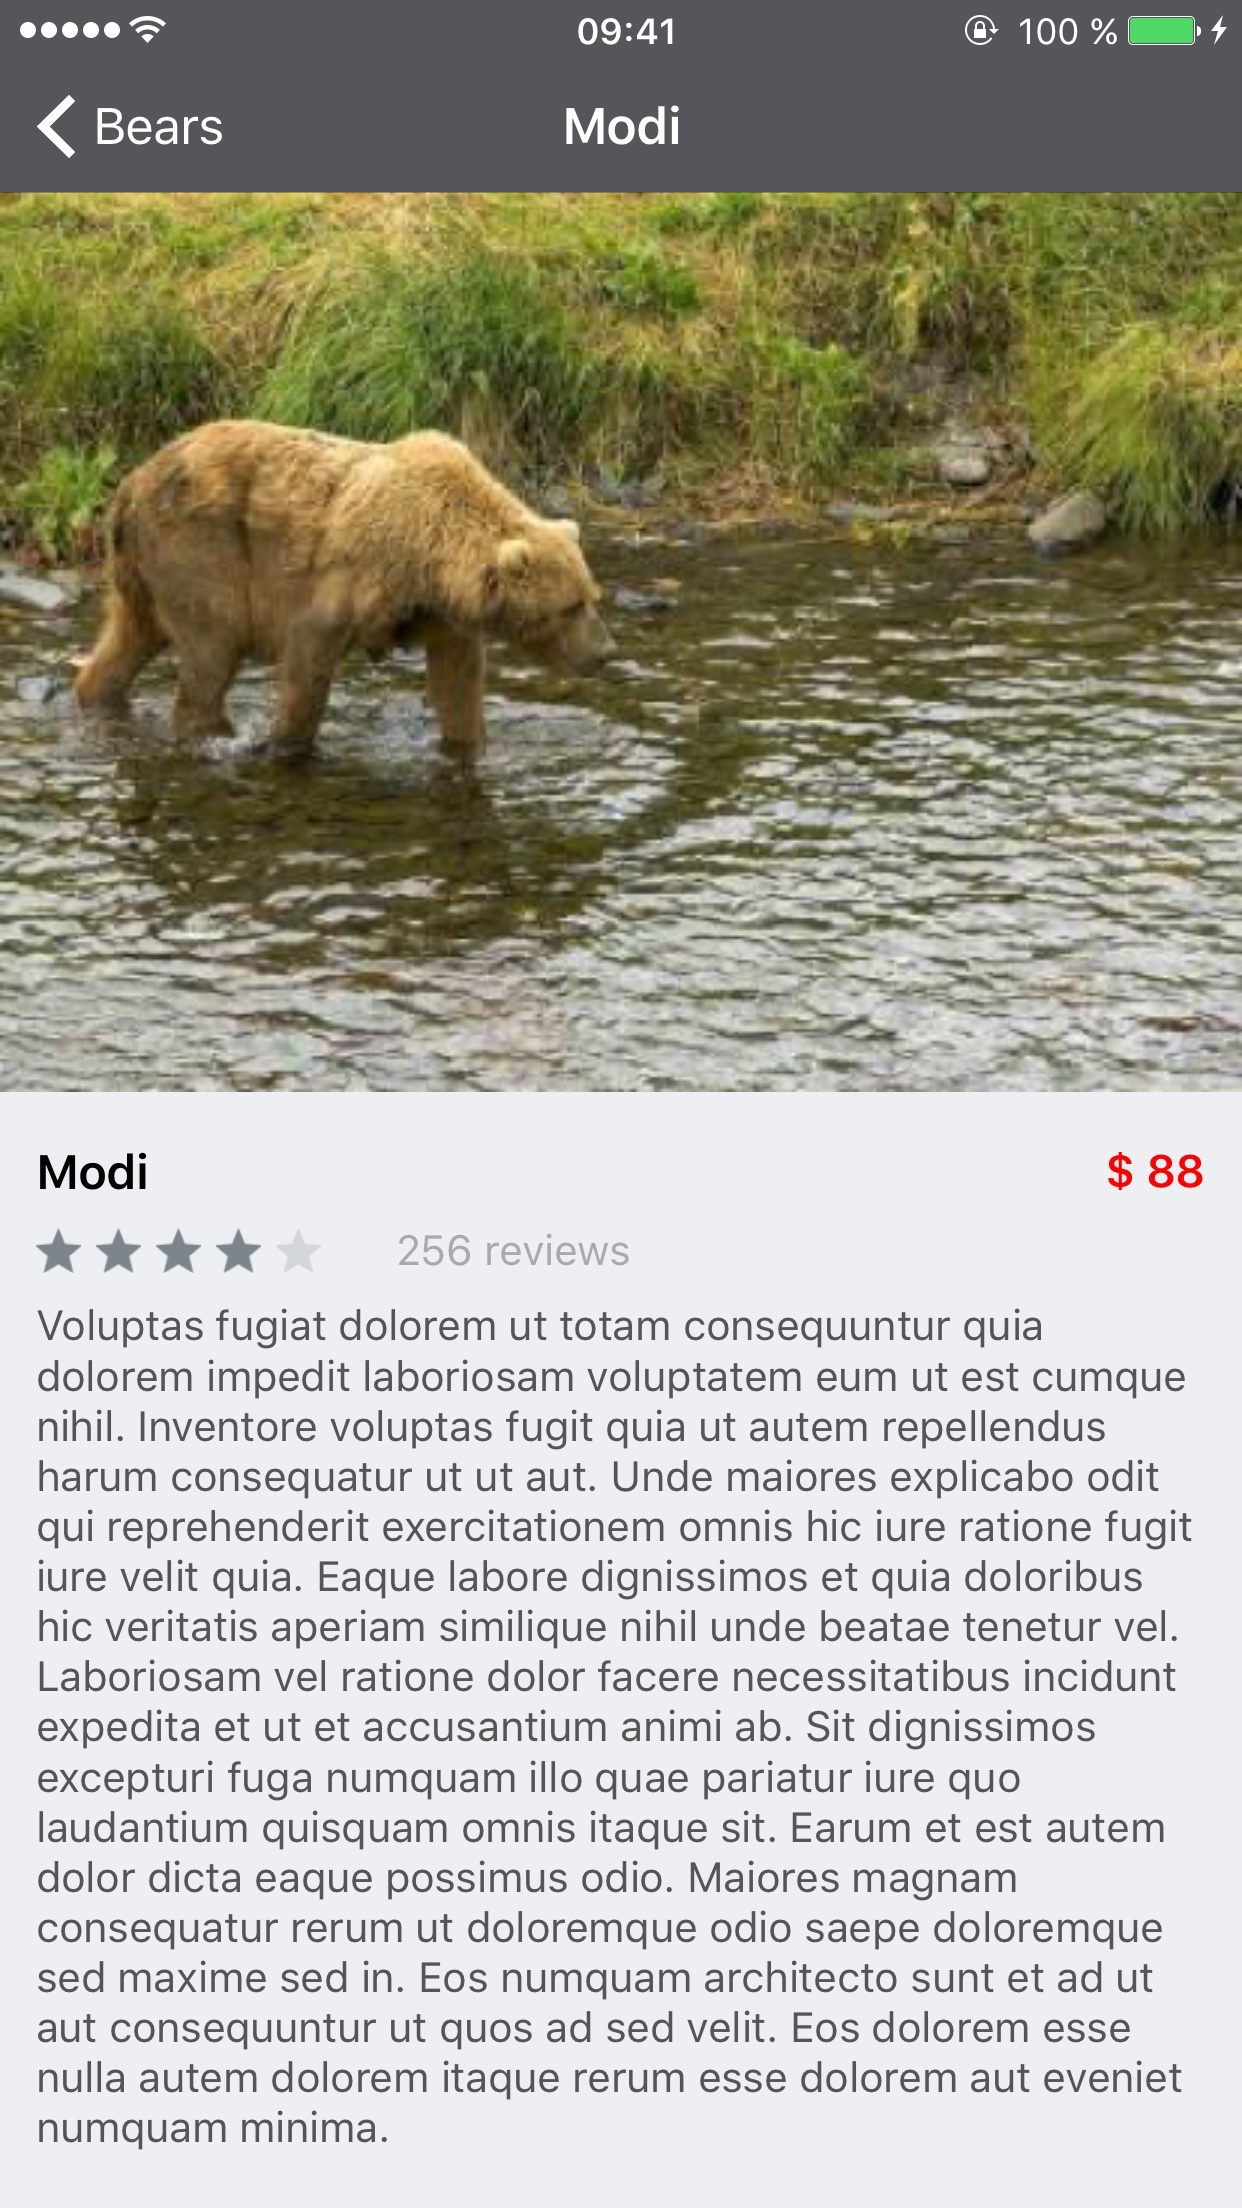 09:41
100 %
Bears
Modi
Modi
$ 88
256 reviews
Voluptas fugiat dolorem ut totam consequuntur quia
dolorem impedit laboriosam voluptatem eum ut est cumque
nihil. Inventore voluptas fugit quia ut autem repellendus
harum consequatur ut ut aut. Unde maiores explicabo odit
qui reprehenderit exercitationem omnis hic iure ratione fugit
iure velit quia. Eaque labore dignissimos et quia doloribus
hic veritatis aperiam similique nihil unde beatae tenetur vel.
Laboriosam vel ratione dolor facere necessitatibus incidunt
expedita et ut et accusantium animi ab. Sit dignissimos
excepturi fuga numquam illo quae pariatur iure quo
laudantium quisquam omnis itaque sit. Earum et est autem
dolor dicta eaque possimus odio. Maiores magnam
consequatur rerum ut doloremque odio saepe doloremque
sed maxime sed in. Eos numquam architecto sunt et ad ut
aut consequuntur ut quos ad sed velit. Eos dolorem esse
nulla autem dolorem itaque rerum esse dolorem aut eveniet
numquam minima.